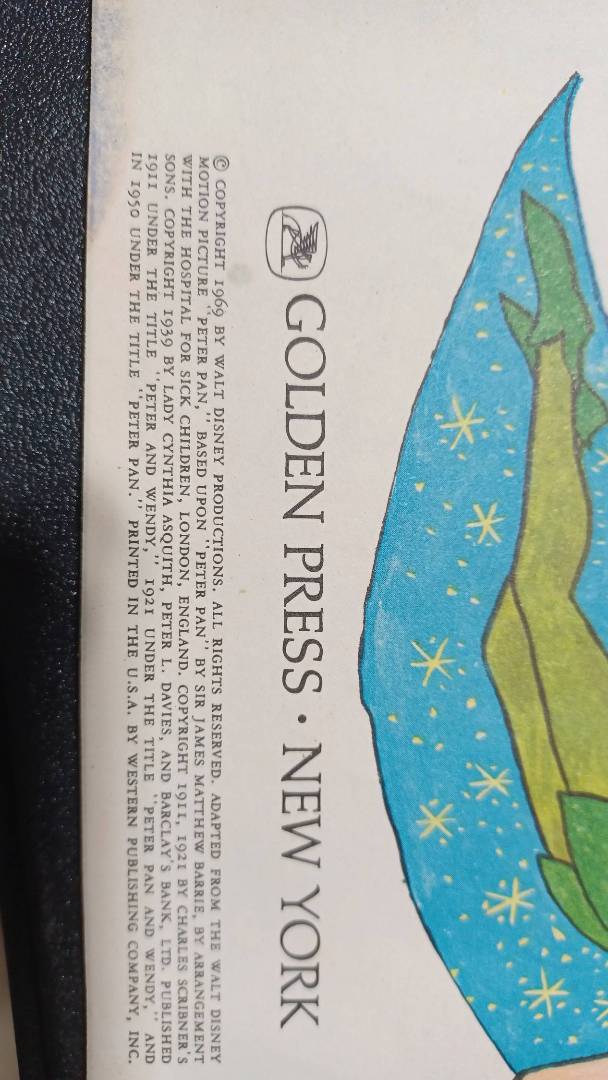 GOLDEN PRESS • NEW YORK
© COPYRIGHT 1969 BY WALT DISNEY PRODUCTIONS. ALL RIGHTS RESERVED. ADAPTED FROM THE WALT DISNEY
MOTION PICTURE "PETER PAN," BASED UPON "PETER PAN" BY SIR JAMES MATTHEW BARRIE, BY ARRANGEMENT
WITH THE HOSPITAL FOR SICK CHILDREN, LONDON, ENGLAND. COPYRIGHT 1911, 1921 BY CHARLES SCRIBNER'S
SONS. COPYRIGHT 1939 BY LADY CYNTHIA ASQUITH, PETER L. DAVIES, AND BARCLAY'S BANK, LTD. PUBLISHED
1911 UNDER THE TITLE "PETER AND WENDY," 1921 UNDER THE TITLE "PETER PAN AND WENDY," AND
IN 1950 UNDER THE TITLE "PETER PAN." PRINTED IN THE U.S.A. BY WESTERN PUBLISHING COMPANY, INC.